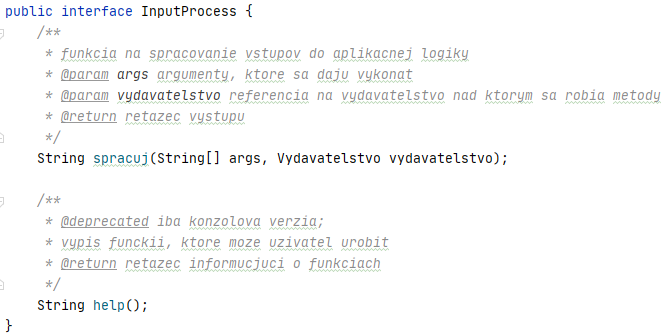 public interface InputProcess {
/**
* funkcia na spracovanie vstupov do aplikacnej logiky
* @param args argumenty, ktore sa daju vykonat
* @param vydavatelstvo referencia na vydavatelstvo nad ktorym sa robia metody
* @return retazec vystupu
*/
String spracuj(String[] args, Vydavatelstvo vydavatelstvo);
/**
* @deprecated iba konzolova verzia;
* vypis funckii, ktore moze uzivatel urobit
* @return retazec informucjuci o funkciach
*/
String help();
}